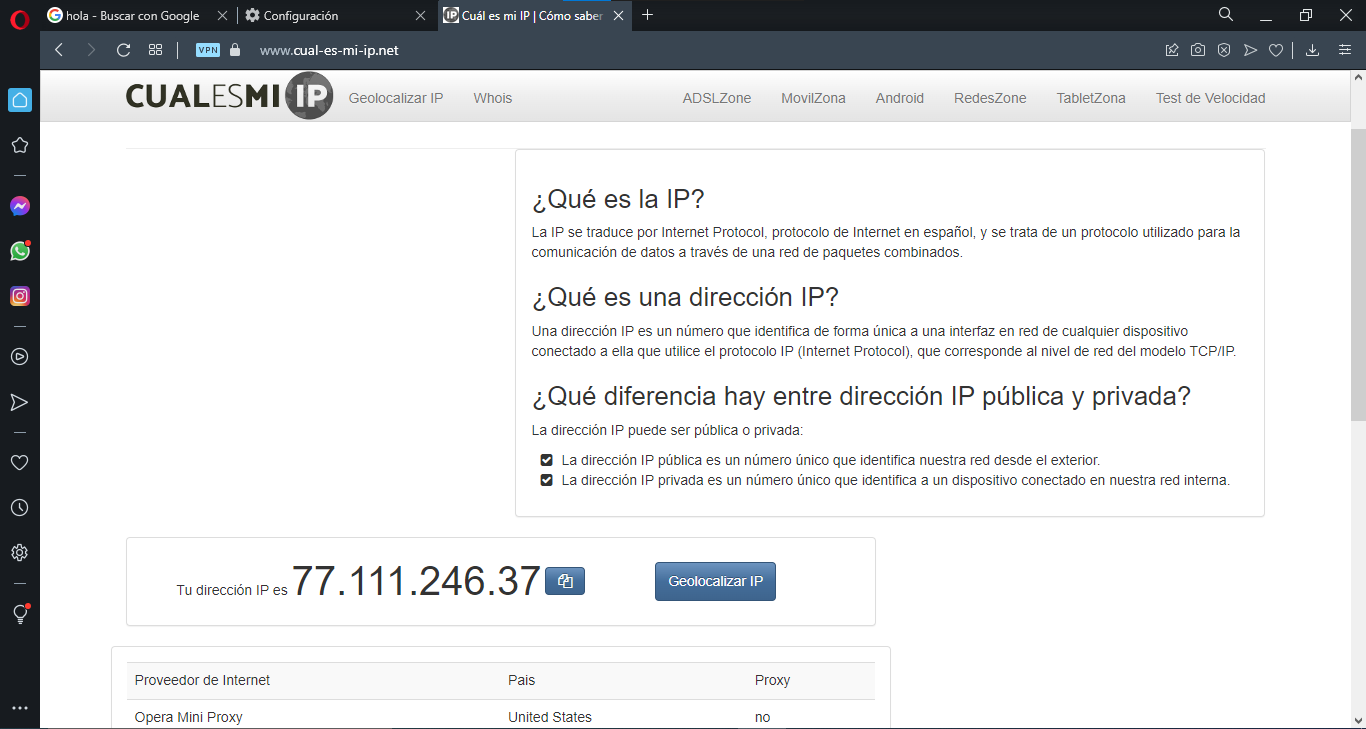 hola - Buscar con Google
Configuración
IP Cuál es mi IP | Cómo saber
VPN www.cual-es-mi-ip.net
CUALESMI IP Geolocalizar IP Whois ADSLZone MovilZona Android RedesZone TabletZona Test de Velocidad
¿Qué es la IP?
La IP se traduce por Internet Protocol, protocolo de Internet en español, y se trata de un protocolo utilizado para la
comunicación de datos a través de una red de paquetes combinados.
¿Qué es una dirección IP?
Una dirección IP es un número que identifica de forma única a una interfaz en red de cualquier dispositivo
conectado a ella que utilice el protocolo IP (Internet Protocol), que corresponde al nivel de red del modelo TCP/IP.
¿Qué diferencia hay entre dirección IP pública y privada?
La dirección IP puede ser pública o privada:
La dirección IP pública es un número único que identifica nuestra red desde el exterior.
La dirección IP privada es un número único que identifica a un dispositivo conectado en nuestra red interna.
Tu dirección IP es 77.111.246.37 Geolocalizar IP
Proveedor de Internet Pais Proxy
Opera Mini Proxy United States no